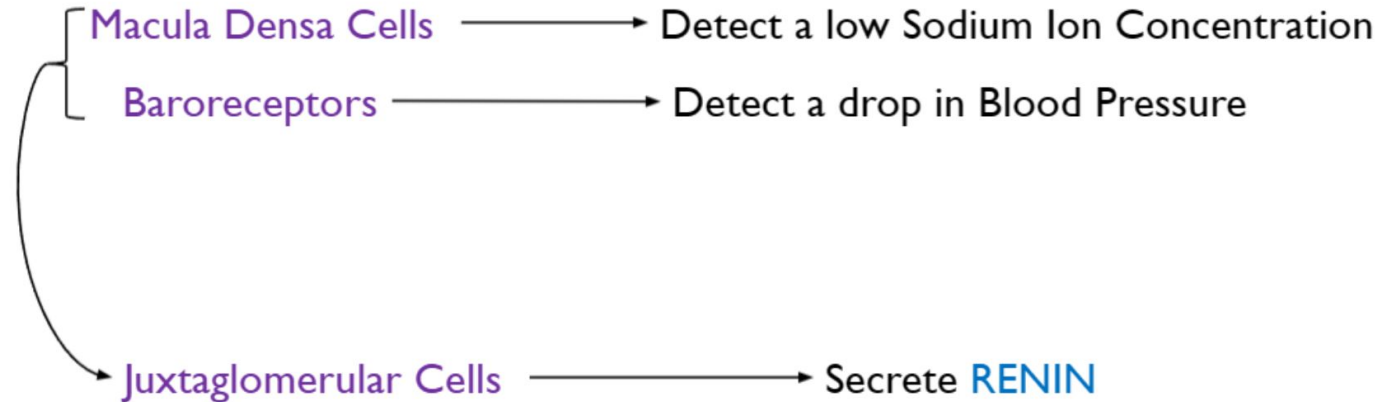 Macula Densa Cells Detect a low Sodium Ion Concentration
Baroreceptors Detect a drop in Blood Pressure
Juxtaglomerular Cells Secrete RENIN